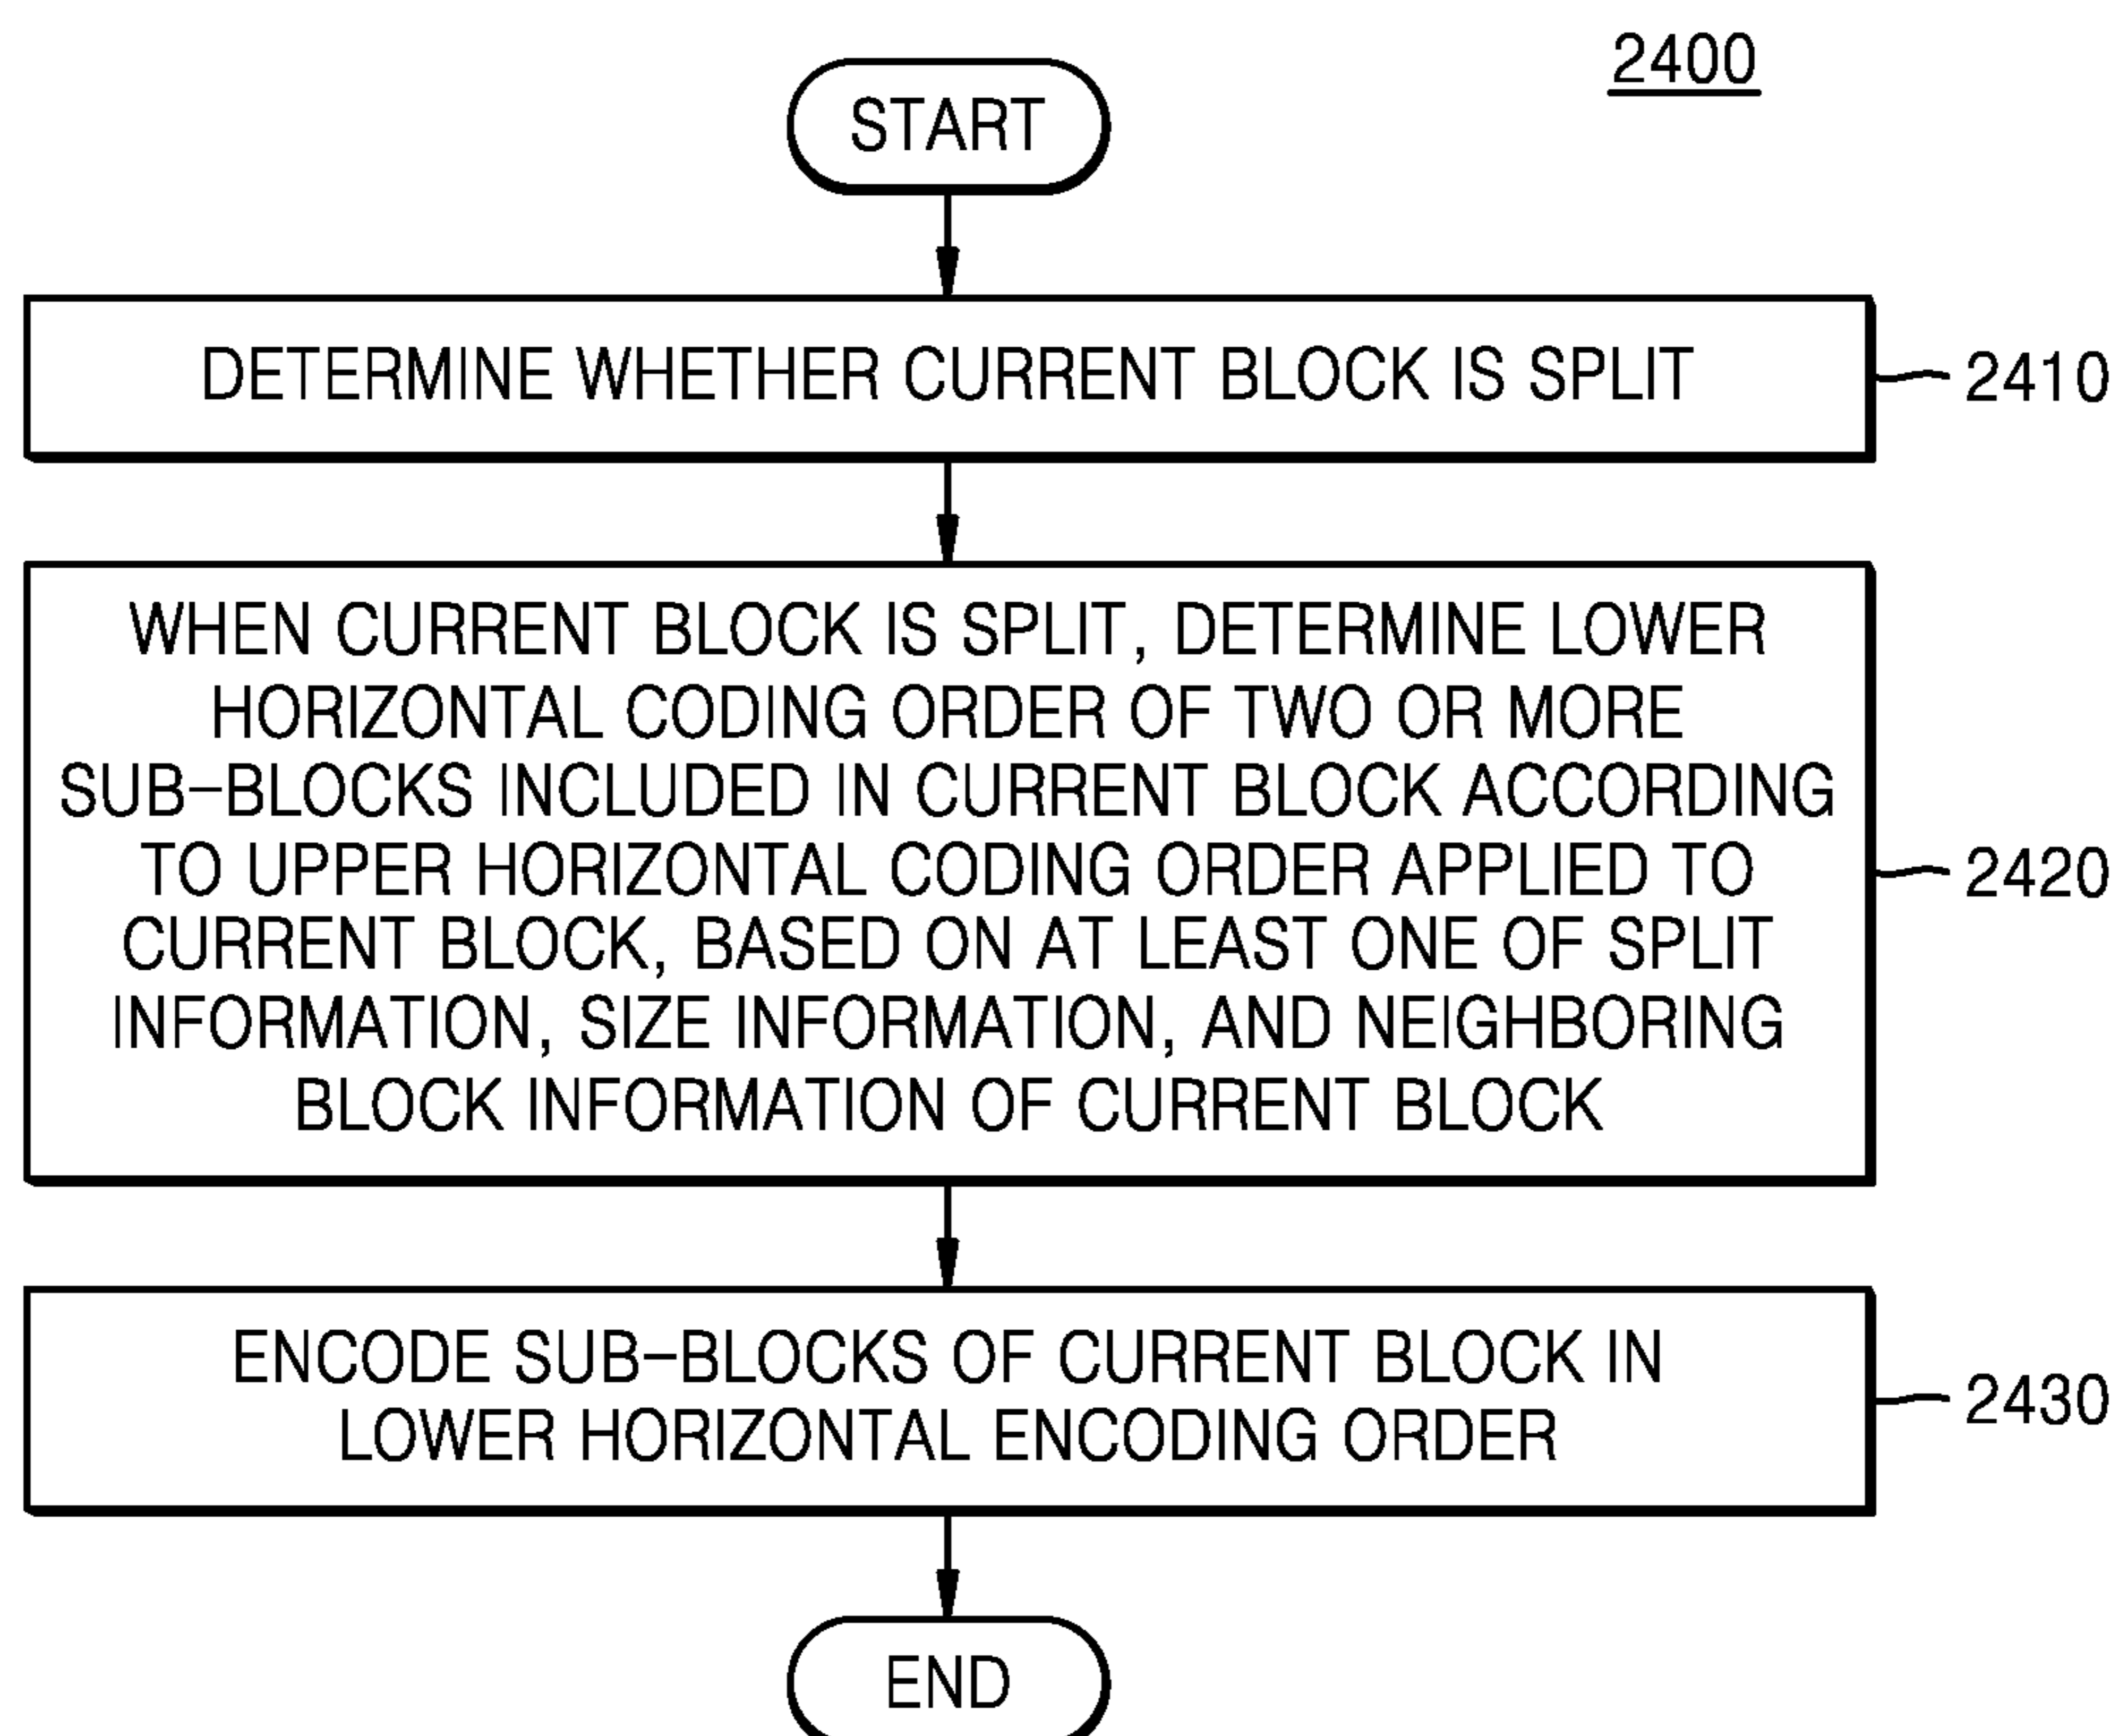 2400
START
DETERMINE WHETHER CURRENT BLOCK IS SPLIT
2410
WHEN CURRENT BLOCK IS SPLIT, DETERMINE LOWER
HORIZONTAL CODING ORDER OF TWO OR MORE
SUB-BLOCKS INCLUDED IN CURRENT BLOCK ACCORDING
TO UPPER HORIZONTAL CODING ORDER APPLIED TO
CURRENT BLOCK, BASED ON AT LEAST ONE OF SPLIT
INFORMATION, SIZE INFORMATION, AND NEIGHBORING
BLOCK INFORMATION OF CURRENT BLOCK
2420
ENCODE SUB-BLOCKS OF CURRENT BLOCK IN
LOWER HORIZONTAL ENCODING ORDER
2430
END